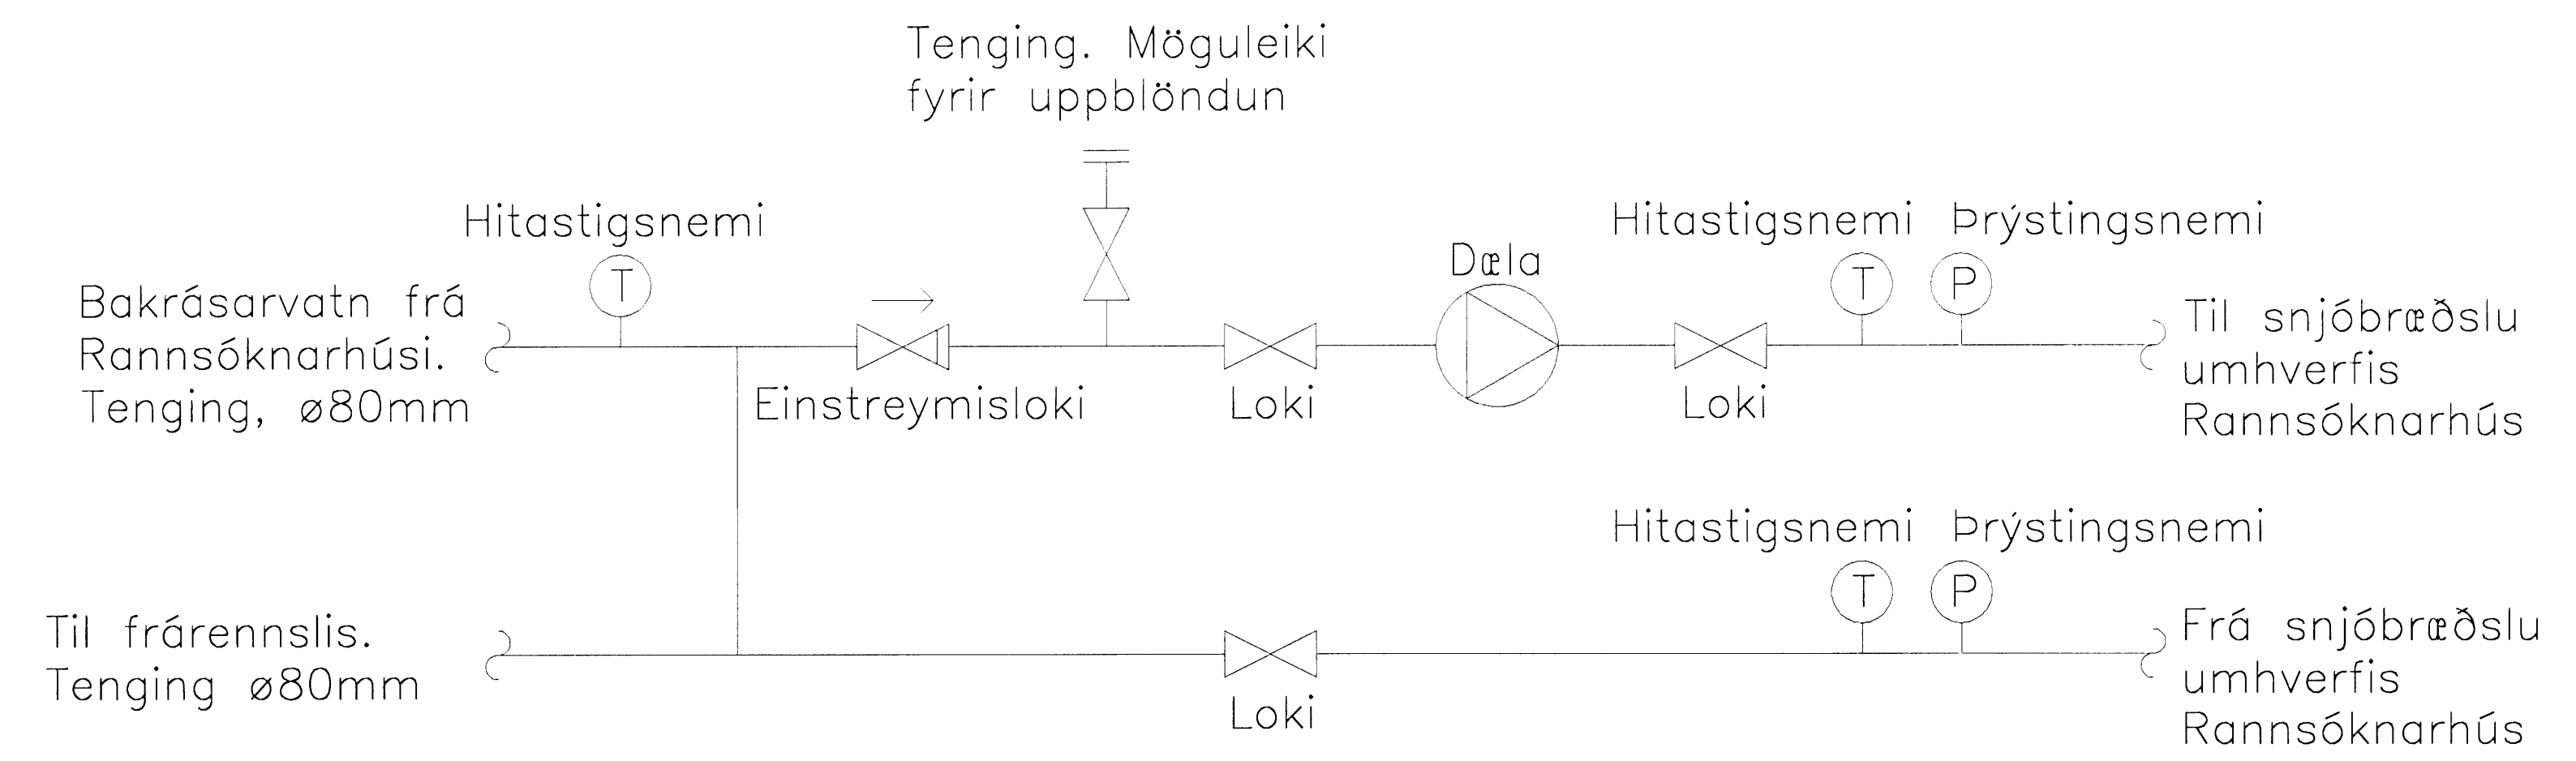 Tenging. Möguleiki
fyrir uppblöndun
Hitastigsnemi
T
Bakrásarvatn frá
Rannsóknarhúsi.
Tenging, ø80mm
Einstreymisloki
Loki
Dæla
Loki
Hitastigsnemi
T
Þrýstingsnemi
P
Til snjóbræðslu
umhverfis
Rannsóknarhús
Til frárennslis.
Tenging ø80mm
Loki
Hitastigsnemi
T
Þrýstingsnemi
P
Frá snjóbræðslu
umhverfis
Rannsóknarhús